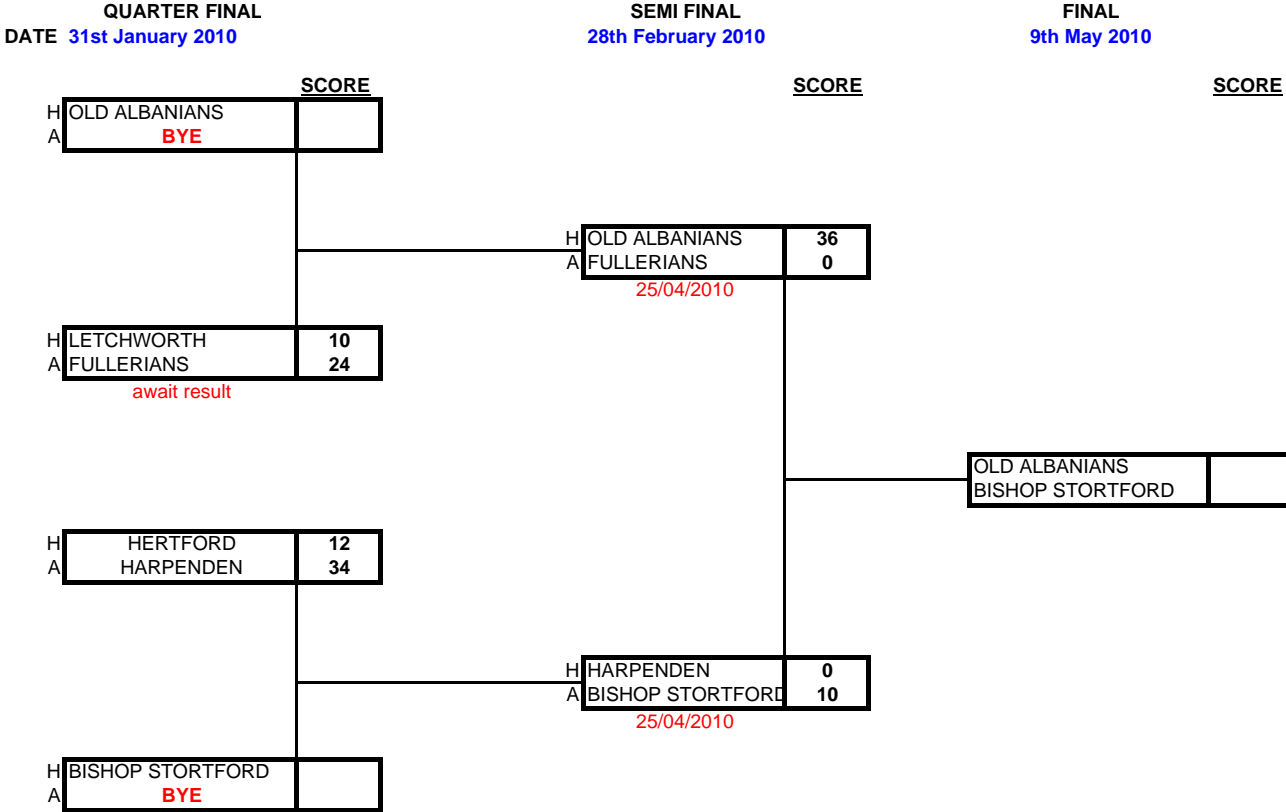 QUARTER FINAL SEMI FINAL FINAL
DATE 31st January 2010 28th February 2010 9th May 2010
SCORE SCORE SCORE
H OLD ALBANIANS
A BYE
H OLD ALBANIANS 36
A FULLERIANS 0
25/04/2010
H LETCHWORTH 10
A FULLERIANS 24
await result
OLD ALBANIANS
BISHOP STORTFORD
H HERTFORD 12
A HARPENDEN 34
H HARPENDEN 0
A BISHOP STORTFORD 10
25/04/2010
H BISHOP STORTFORD
A BYE